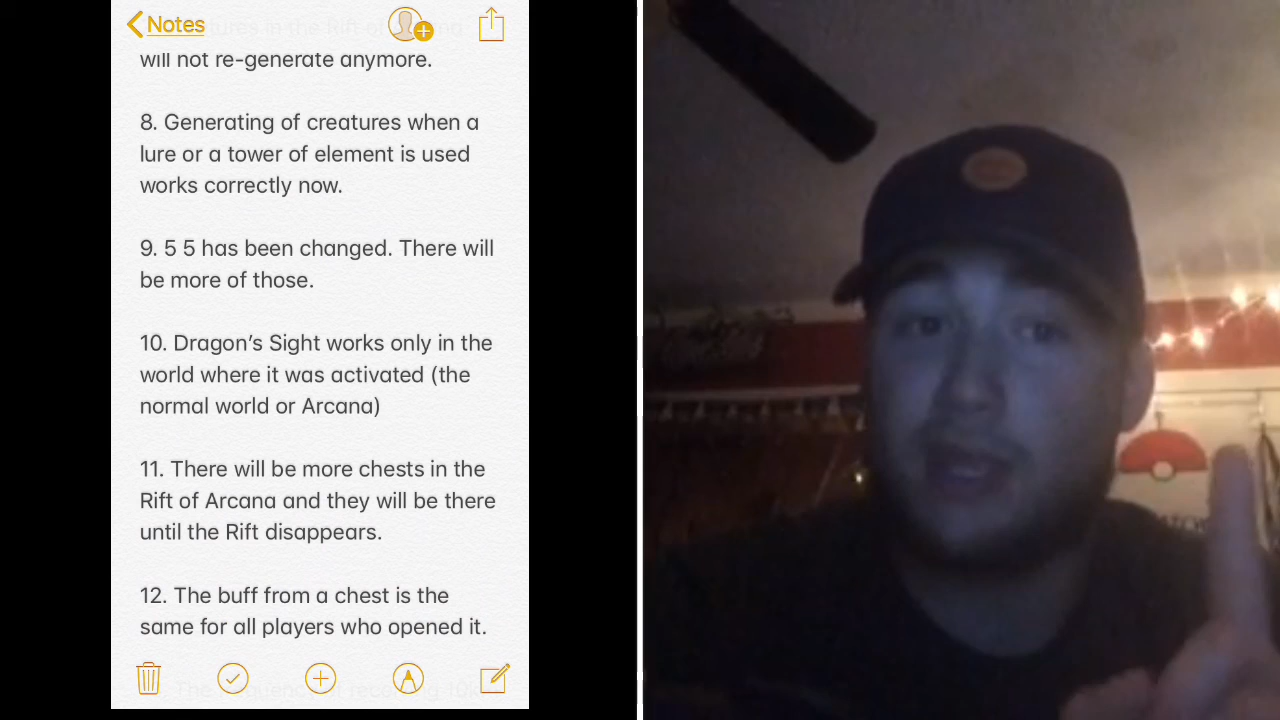 Notes
will not re-generate anymore.
8. Generating of creatures when a
lure or a tower of element is used
works correctly now.
9. 5 5 has been changed. There will
be more of those.
10. Dragon's Sight works only in the
world where it was activated (the
normal world or Arcana)
11. There will be more chests in the
Rift of Arcana and they will be there
until the Rift disappears.
12. The buff from a chest is the
same for all players who opened it.